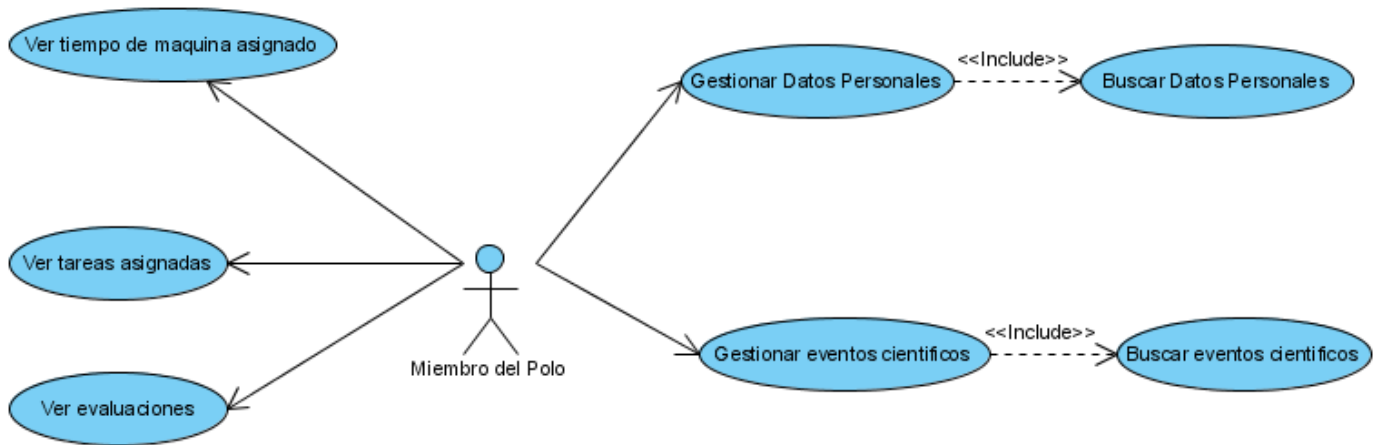 Ver tiempo de maquina asignado
<<Include>>
Gestionar Datos Personales
Buscar Datos Personales
Ver tareas asignadas
Miembro del Polo
<<Include>>
Gestionar eventos cientificos
Buscar eventos cientificos
Ver evaluaciones